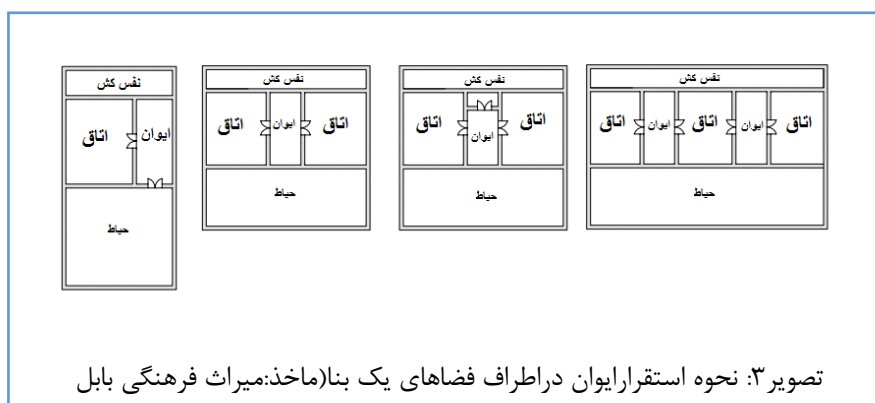 نفس کش
اتاق
ایوان
حیاط
نفس کش
اتاق
ایوان
اتاق
حیاط
نفس کش
اتاق
ایوان
اتاق
حیاط
نفس کش
اتاق
ایوان
اتاق
ایوان
اتاق
حیاط
تصویر۳: نحوه استقرارایوان دراطراف فضاهای یک بنا(ماخذ:میراث فرهنگی بابل